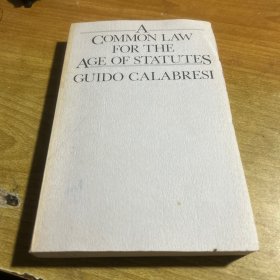 A
COMMON LAW
FOR THE
AGE OF STATUTES
GUIDO CALABRESI